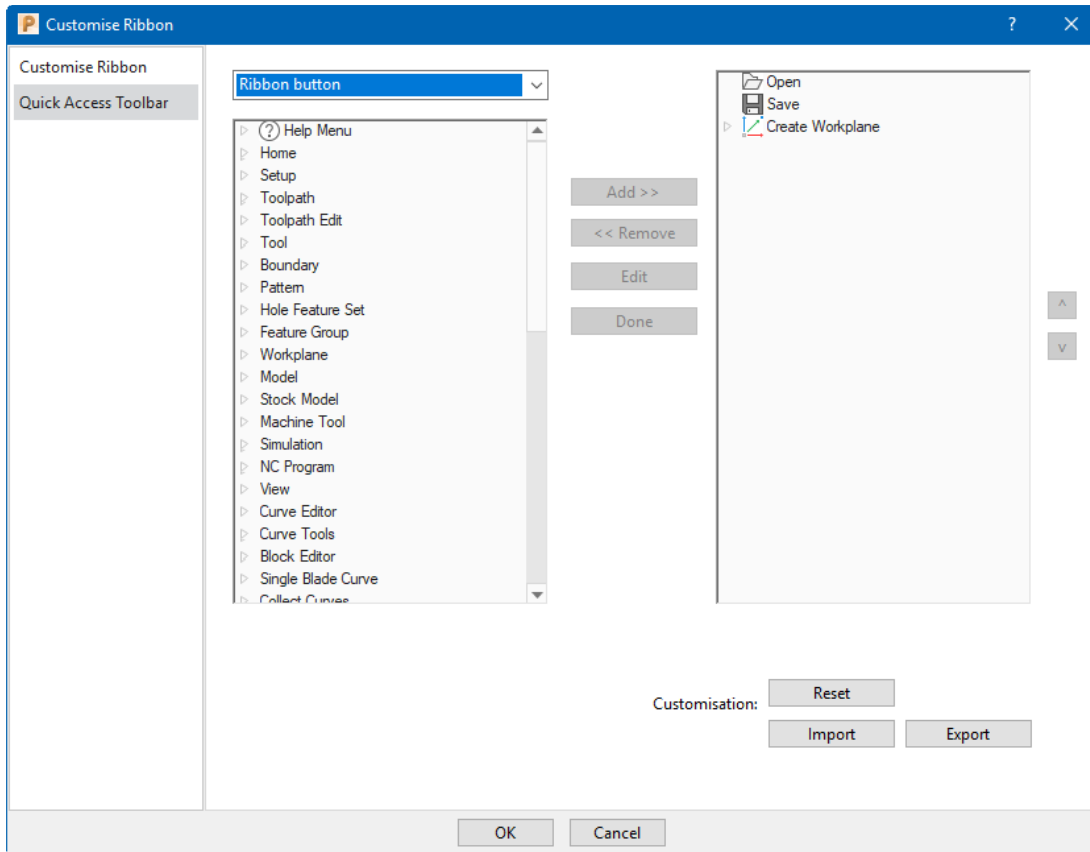 Customise Ribbon
?
Customise Ribbon
Quick Access Toolbar
Ribbon button
Help Menu
Home
Setup
Toolpath
Toolpath Edit
Tool
Boundary
Pattern
Hole Feature Set
Feature Group
Workplane
Model
Stock Model
Machine Tool
Simulation
NC Program
View
Curve Editor
Curve Tools
Block Editor
Single Blade Curve
Collect Curves
Add >>
<< Remove
Edit
Done
Open
Save
Create Workplane
^
v
Customisation:
Reset
Import
Export
OK
Cancel